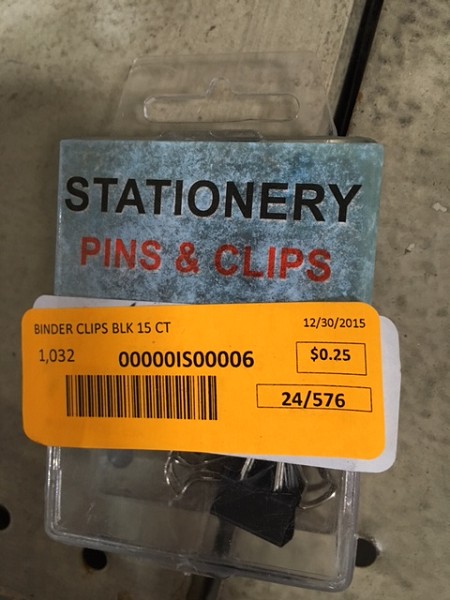 STATIONERY
PINS & CLIPS
BINDER CLIPS BLK 15 CT
12/30/2015
1,032
00000IS00006
$0.25
24/576